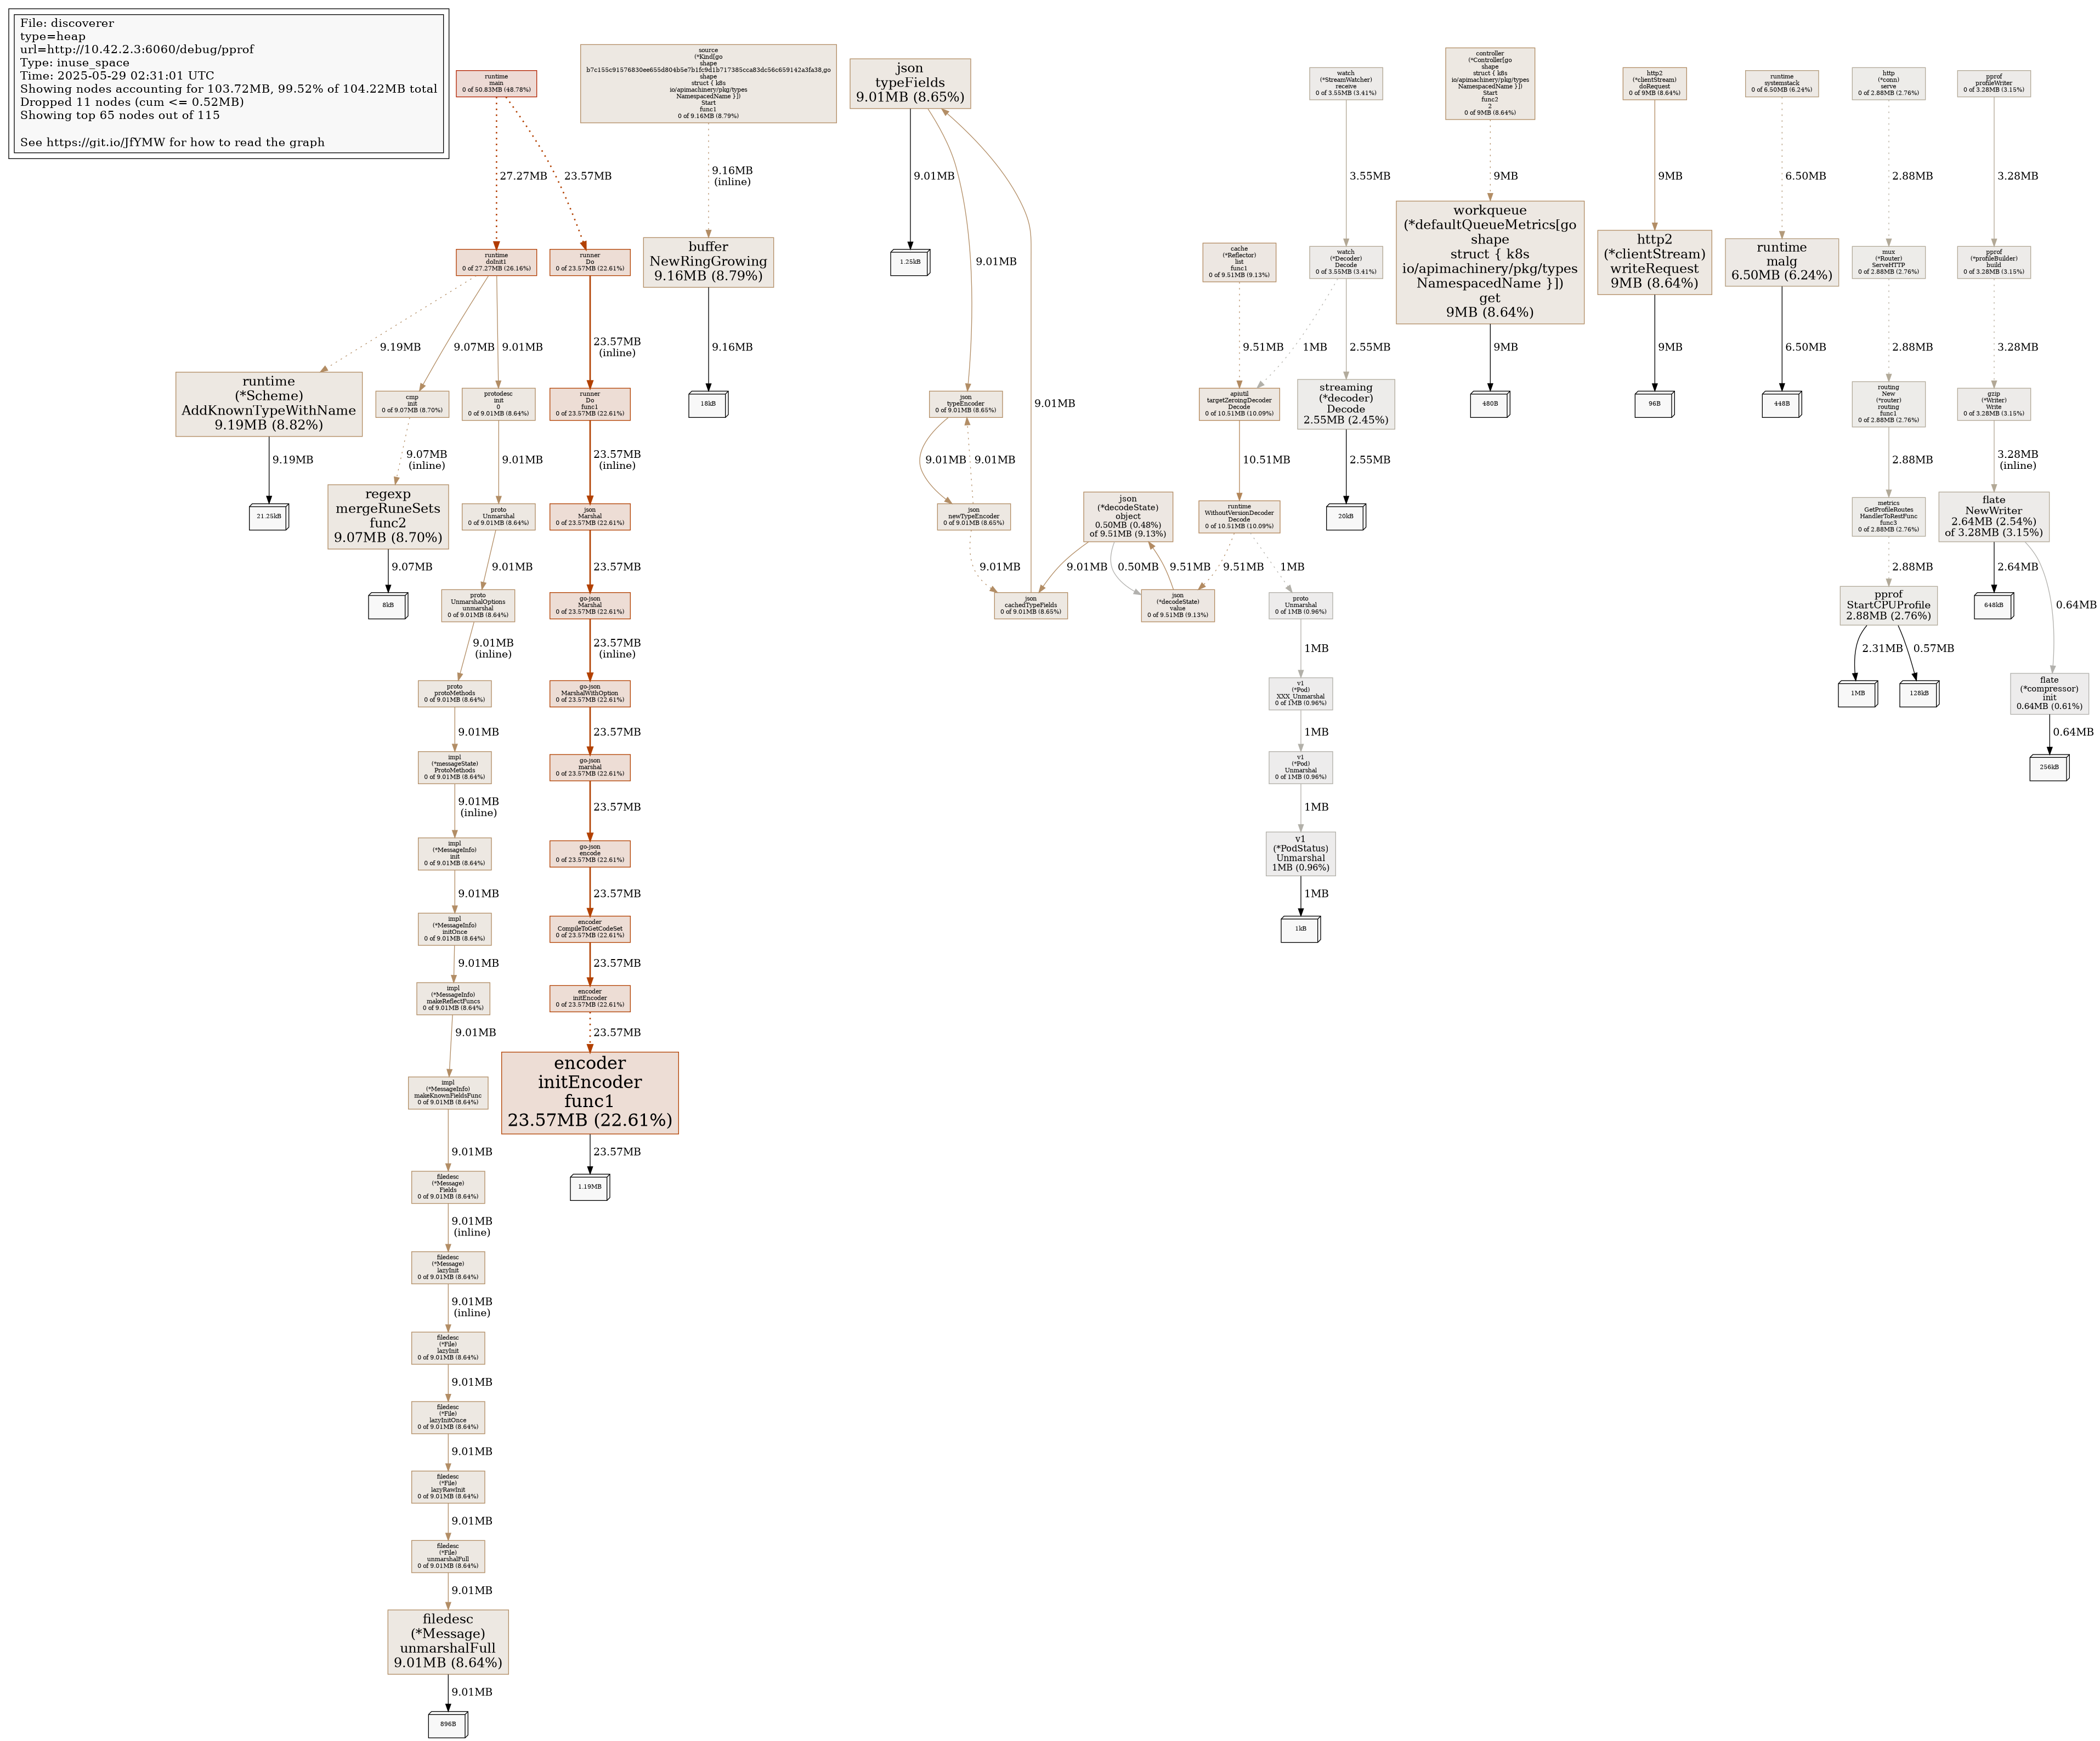 File: discoverer
type=heap
url=http://10.42.2.3:6060/debug/pprof
Type: inuse_space
Time: 2025-05-29 02:31:01 UTC
Showing nodes accounting for 103.72MB, 99.52% of 104.22MB total
Dropped 11 nodes (cum <= 0.52MB)
Showing top 65 nodes out of 115
See https://git.io/JfYMW for how to read the graph
runtime
main
0 of 50.83MB (48.78%)
27.27MB
23.57MB
runtime
doInit1
0 of 27.27MB (26.16%)
9.19MB
9.07MB
9.01MB
runtime
(*Scheme)
AddKnownTypeWithName
9.19MB (8.82%)
9.19MB
21.25kB
cmp
init
0 of 9.07MB (8.70%)
9.07MB
(inline)
regexp
mergeRuneSets
func2
9.07MB (8.70%)
9.07MB
8kB
protodesc
init
0
0 of 9.01MB (8.64%)
9.01MB
proto
Unmarshal
0 of 9.01MB (8.64%)
9.01MB
proto
UnmarshalOptions
unmarshal
0 of 9.01MB (8.64%)
9.01MB
(inline)
proto
protoMethods
0 of 9.01MB (8.64%)
9.01MB
impl
(*messageState)
ProtoMethods
0 of 9.01MB (8.64%)
9.01MB
(inline)
impl
(*MessageInfo)
init
0 of 9.01MB (8.64%)
9.01MB
impl
(*MessageInfo)
initOnce
0 of 9.01MB (8.64%)
9.01MB
impl
(*MessageInfo)
makeReflectFuncs
0 of 9.01MB (8.64%)
9.01MB
impl
(*MessageInfo)
makeKnownFieldsFunc
0 of 9.01MB (8.64%)
9.01MB
filedesc
(*Message)
Fields
0 of 9.01MB (8.64%)
9.01MB
(inline)
filedesc
(*Message)
lazyInit
0 of 9.01MB (8.64%)
9.01MB
(inline)
filedesc
(*File)
lazyInit
0 of 9.01MB (8.64%)
9.01MB
filedesc
(*File)
lazyInitOnce
0 of 9.01MB (8.64%)
9.01MB
filedesc
(*File)
lazyRawInit
0 of 9.01MB (8.64%)
9.01MB
filedesc
(*File)
unmarshalFull
0 of 9.01MB (8.64%)
9.01MB
filedesc
(*Message)
unmarshalFull
9.01MB (8.64%)
9.01MB
896B
runner
Do
0 of 23.57MB (22.61%)
23.57MB
(inline)
runner
Do
func1
0 of 23.57MB (22.61%)
23.57MB
(inline)
json
Marshal
0 of 23.57MB (22.61%)
23.57MB
go-json
Marshal
0 of 23.57MB (22.61%)
23.57MB
(inline)
go-json
MarshalWithOption
0 of 23.57MB (22.61%)
23.57MB
go-json
marshal
0 of 23.57MB (22.61%)
23.57MB
go-json
encode
0 of 23.57MB (22.61%)
23.57MB
encoder
CompileToGetCodeSet
0 of 23.57MB (22.61%)
23.57MB
encoder
initEncoder
0 of 23.57MB (22.61%)
23.57MB
encoder
initEncoder
func1
23.57MB (22.61%)
23.57MB
1.19MB
source
(*Kind[go
shape
b7c155c91576830ee655d804b5e7b1fc9d1b717385cca83dc56c659142a3fa38,go
shape
struct { k8s
io/apimachinery/pkg/types
NamespacedName }])
Start
func1
0 of 9.16MB (8.79%)
9.16MB
(inline)
buffer
NewRingGrowing
9.16MB (8.79%)
9.16MB
18kB
json
typeFields
9.01MB (8.65%)
9.01MB
1.25kB
9.01MB
json
typeEncoder
0 of 9.01MB (8.65%)
9.01MB
9.01MB
json
newTypeEncoder
0 of 9.01MB (8.65%)
9.01MB
json
cachedTypeFields
0 of 9.01MB (8.65%)
9.01MB
json
(*decodeState)
object
0.50MB (0.48%)
of 9.51MB (9.13%)
9.01MB
0.50MB
9.51MB
json
(*decodeState)
value
0 of 9.51MB (9.13%)
cache
(*Reflector)
list
func1
0 of 9.51MB (9.13%)
9.51MB
apiutil
targetZeroingDecoder
Decode
0 of 10.51MB (10.09%)
10.51MB
runtime
WithoutVersionDecoder
Decode
0 of 10.51MB (10.09%)
9.51MB
1MB
proto
Unmarshal
0 of 1MB (0.96%)
1MB
v1
(*Pod)
XXX_Unmarshal
0 of 1MB (0.96%)
1MB
v1
(*Pod)
Unmarshal
0 of 1MB (0.96%)
1MB
v1
(*PodStatus)
Unmarshal
1MB (0.96%)
1MB
1kB
watch
(*StreamWatcher)
receive
0 of 3.55MB (3.41%)
3.55MB
watch
(*Decoder)
Decode
0 of 3.55MB (3.41%)
1MB
2.55MB
streaming
(*decoder)
Decode
2.55MB (2.45%)
2.55MB
20kB
controller
(*Controller[go
shape
struct { k8s
io/apimachinery/pkg/types
NamespacedName }])
Start
func2
2
0 of 9MB (8.64%)
9MB
workqueue
(*defaultQueueMetrics[go
shape
struct { k8s
io/apimachinery/pkg/types
NamespacedName }])
get
9MB (8.64%)
9MB
480B
http2
(*clientStream)
doRequest
0 of 9MB (8.64%)
9MB
http2
(*clientStream)
writeRequest
9MB (8.64%)
9MB
96B
runtime
systemstack
0 of 6.50MB (6.24%)
6.50MB
runtime
malg
6.50MB (6.24%)
6.50MB
448B
http
(*conn)
serve
0 of 2.88MB (2.76%)
2.88MB
mux
(*Router)
ServeHTTP
0 of 2.88MB (2.76%)
2.88MB
routing
New
(*router)
routing
func1
0 of 2.88MB (2.76%)
2.88MB
metrics
GetProfileRoutes
HandlerToRestFunc
func3
0 of 2.88MB (2.76%)
2.88MB
pprof
StartCPUProfile
2.88MB (2.76%)
2.31MB
0.57MB
1MB
128kB
pprof
profileWriter
0 of 3.28MB (3.15%)
3.28MB
pprof
(*profileBuilder)
build
0 of 3.28MB (3.15%)
3.28MB
gzip
(*Writer)
Write
0 of 3.28MB (3.15%)
3.28MB
(inline)
flate
NewWriter
2.64MB (2.54%)
of 3.28MB (3.15%)
2.64MB
648kB
0.64MB
flate
(*compressor)
init
0.64MB (0.61%)
0.64MB
256kB